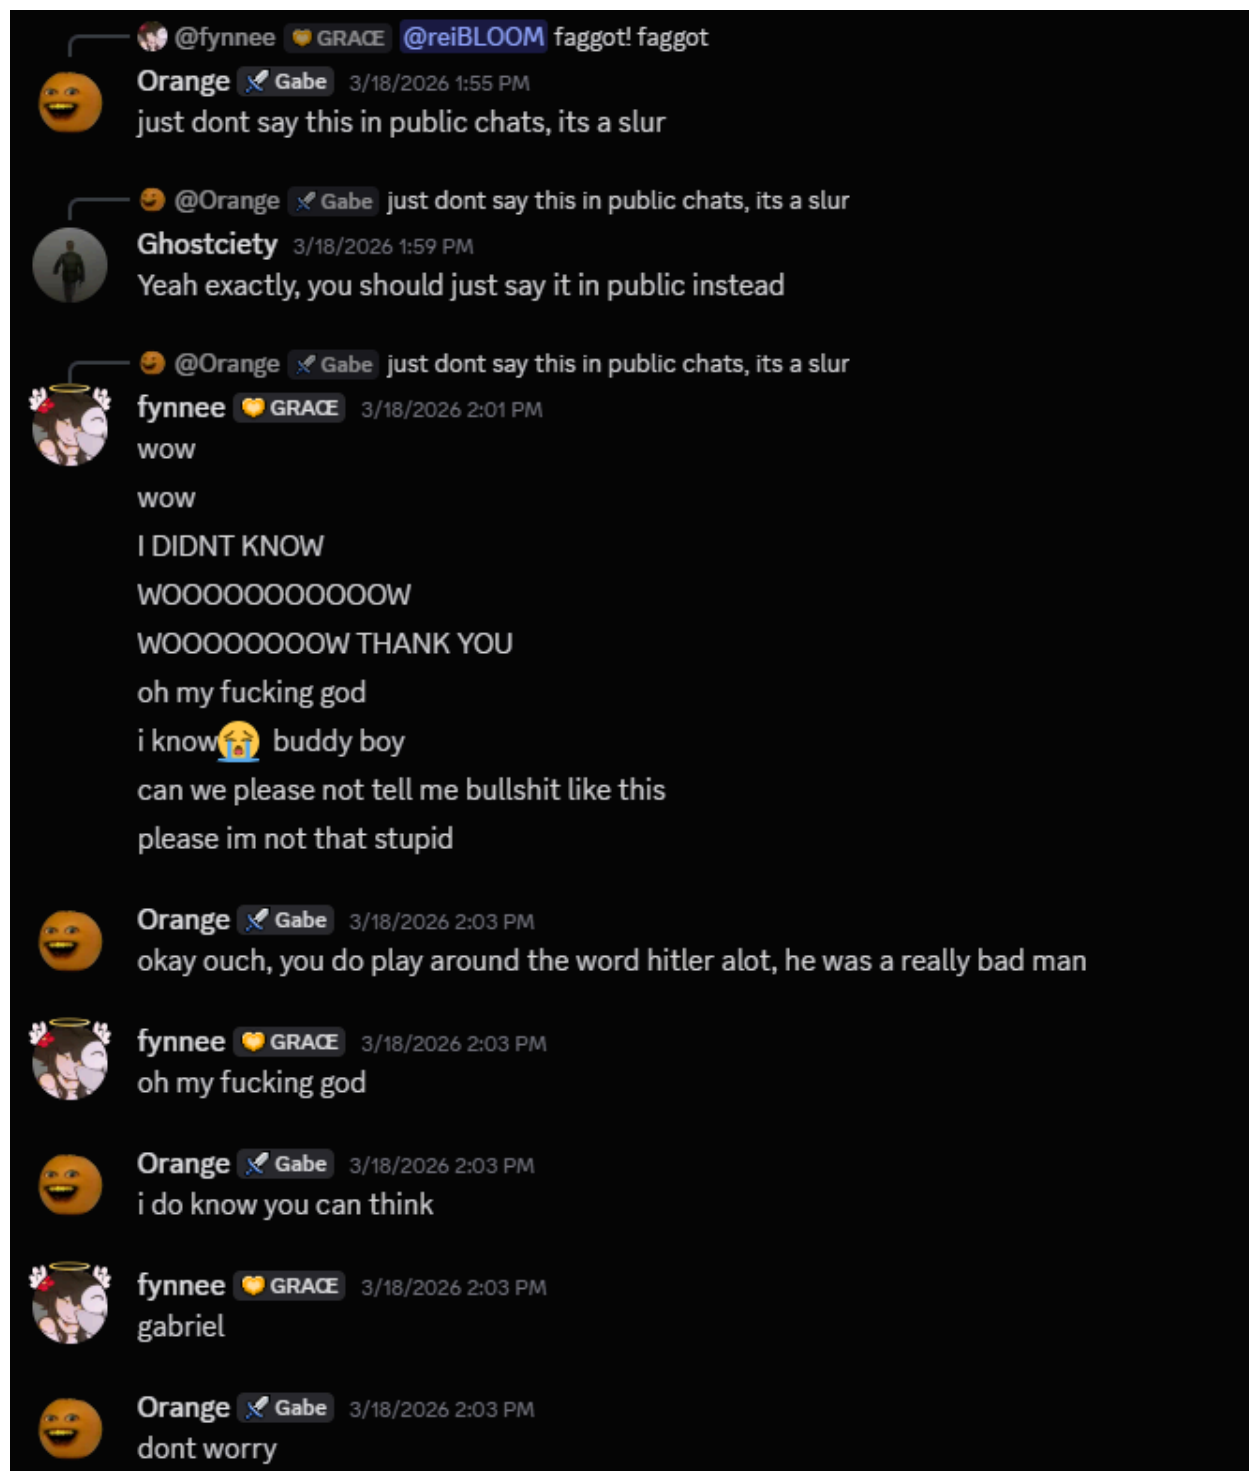 @fynnee GRACE @reiBLOOM faggot! faggot
Orange Gabe 3/18/2026 1:55 PM
just dont say this in public chats, its a slur
@Orange Gabe just dont say this in public chats, its a slur
Ghostciety 3/18/2026 1:59 PM
Yeah exactly, you should just say it in public instead
@Orange Gabe just dont say this in public chats, its a slur
fynnee GRACE 3/18/2026 2:01 PM
wow
wow
I DIDNT KNOW
WOOOOOOOOOOOW
WOOOOOOOOW THANK YOU
oh my fucking god
i know😭 buddy boy
can we please not tell me bullshit like this
please im not that stupid
Orange Gabe 3/18/2026 2:03 PM
okay ouch, you do play around the word hitler alot, he was a really bad man
fynnee GRACE 3/18/2026 2:03 PM
oh my fucking god
Orange Gabe 3/18/2026 2:03 PM
i do know you can think
fynnee GRACE 3/18/2026 2:03 PM
gabriel
Orange Gabe 3/18/2026 2:03 PM
dont worry